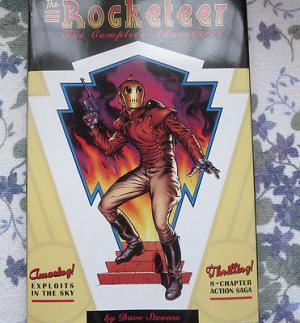 The
Rocketeer
The Complete Adventures
Amazing!
EXPLOITS
IN THE SKY
Thrilling!
8-CHAPTER
ACTION SAGA
by Dave Stevens